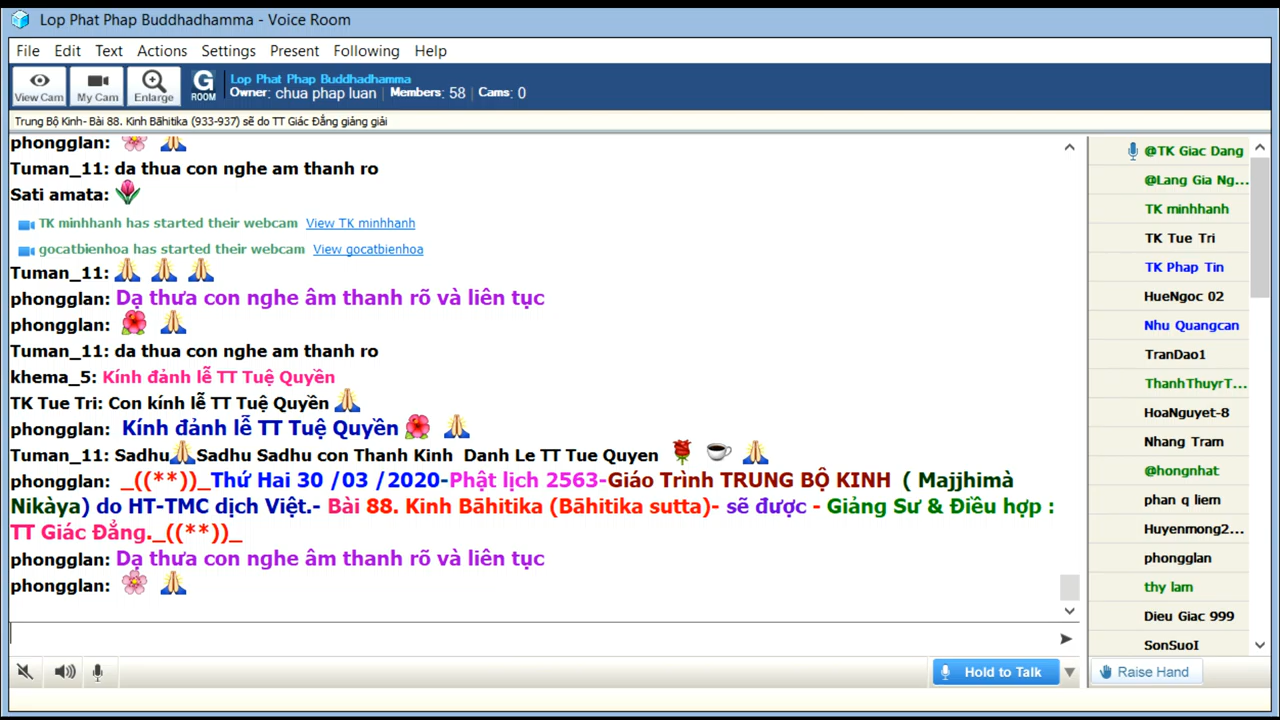 Lop Phat Phap Buddhadhamma - Voice Room
File Edit Text Actions Settings Present Following Help
View Cam My Cam Enlarge G ROOM
Lop Phat Phap Buddhadhamma
Owner: chua phap luan | Members: 58 | Cams: 0
Trung Bộ Kinh- Bài 88. Kinh Bāhitika (933-937) sẽ do TT Giác Đẳng giảng giải
phongglan:
Tuman_11: da thua con nghe am thanh ro
Sati amata:
TK minhhanh has started their webcam View TK minhhanh
gocatbienhoa has started their webcam View gocatbienhoa
Tuman_11:
phongglan: Dạ thưa con nghe âm thanh rõ và liên tục
phongglan:
Tuman_11: da thua con nghe am thanh ro
khema_5: Kính đảnh lễ TT Tuệ Quyền
TK Tue Tri: Con kính lễ TT Tuệ Quyền
phongglan: Kính đảnh lễ TT Tuệ Quyền
Tuman_11: Sadhu Sadhu Sadhu con Thanh Kinh Danh Le TT Tue Quyen
phongglan: _((**))_Thứ Hai 30 /03 /2020-Phật lịch 2563-Giáo Trình TRUNG BỘ KINH ( Majjhimà
Nikàya) do HT-TMC dịch Việt.- Bài 88. Kinh Bāhitika (Bāhitika sutta)- sẽ được - Giảng Sư & Điều hợp :
TT Giác Đẳng._((**))_
phongglan: Dạ thưa con nghe âm thanh rõ và liên tục
phongglan:
Hold to Talk
@TK Giac Dang
@Lang Gia Ng...
TK minhhanh
TK Tue Tri
TK Phap Tin
HueNgoc 02
Nhu Quangcan
TranDao1
ThanhThuyrT...
HoaNguyet-8
Nhang Tram
@hongnhat
phan q liem
Huyenmong2...
phongglan
thy lam
Dieu Giac 999
SonSuoI
Raise Hand